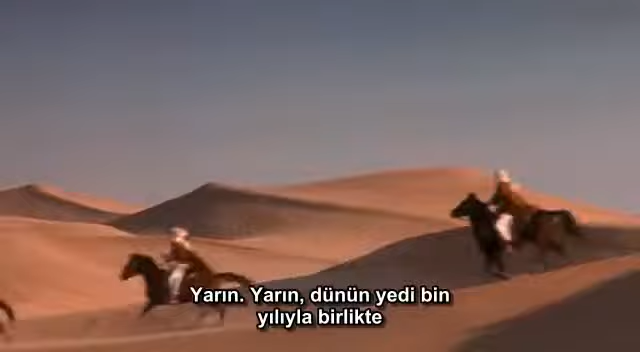 Yarın. Yarın, dünün yedi bin
yılıyla birlikte